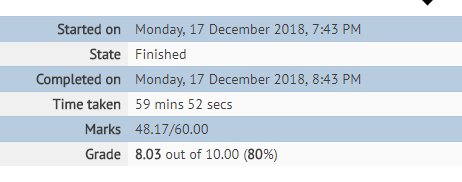 Started on Monday, 17 December 2018, 7:43 PM
State Finished
Completed on Monday, 17 December 2018, 8:43 PM
Time taken 59 mins 52 secs
Marks 48.17/60.00
Grade 8.03 out of 10.00 (80%)